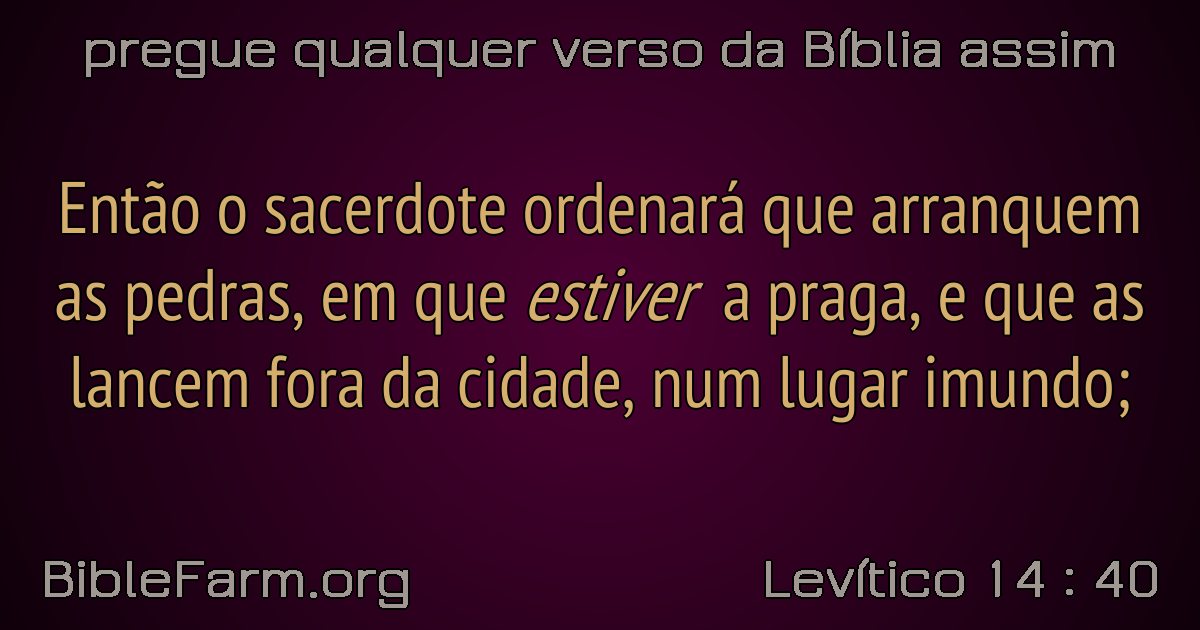 pregue qualquer verso da Bíblia assim
Então o sacerdote ordenará que arranquem
as pedras, em que estiver a praga, e que as
lancem fora da cidade, num lugar imundo;
BibleFarm.org
Levítico 14 : 40